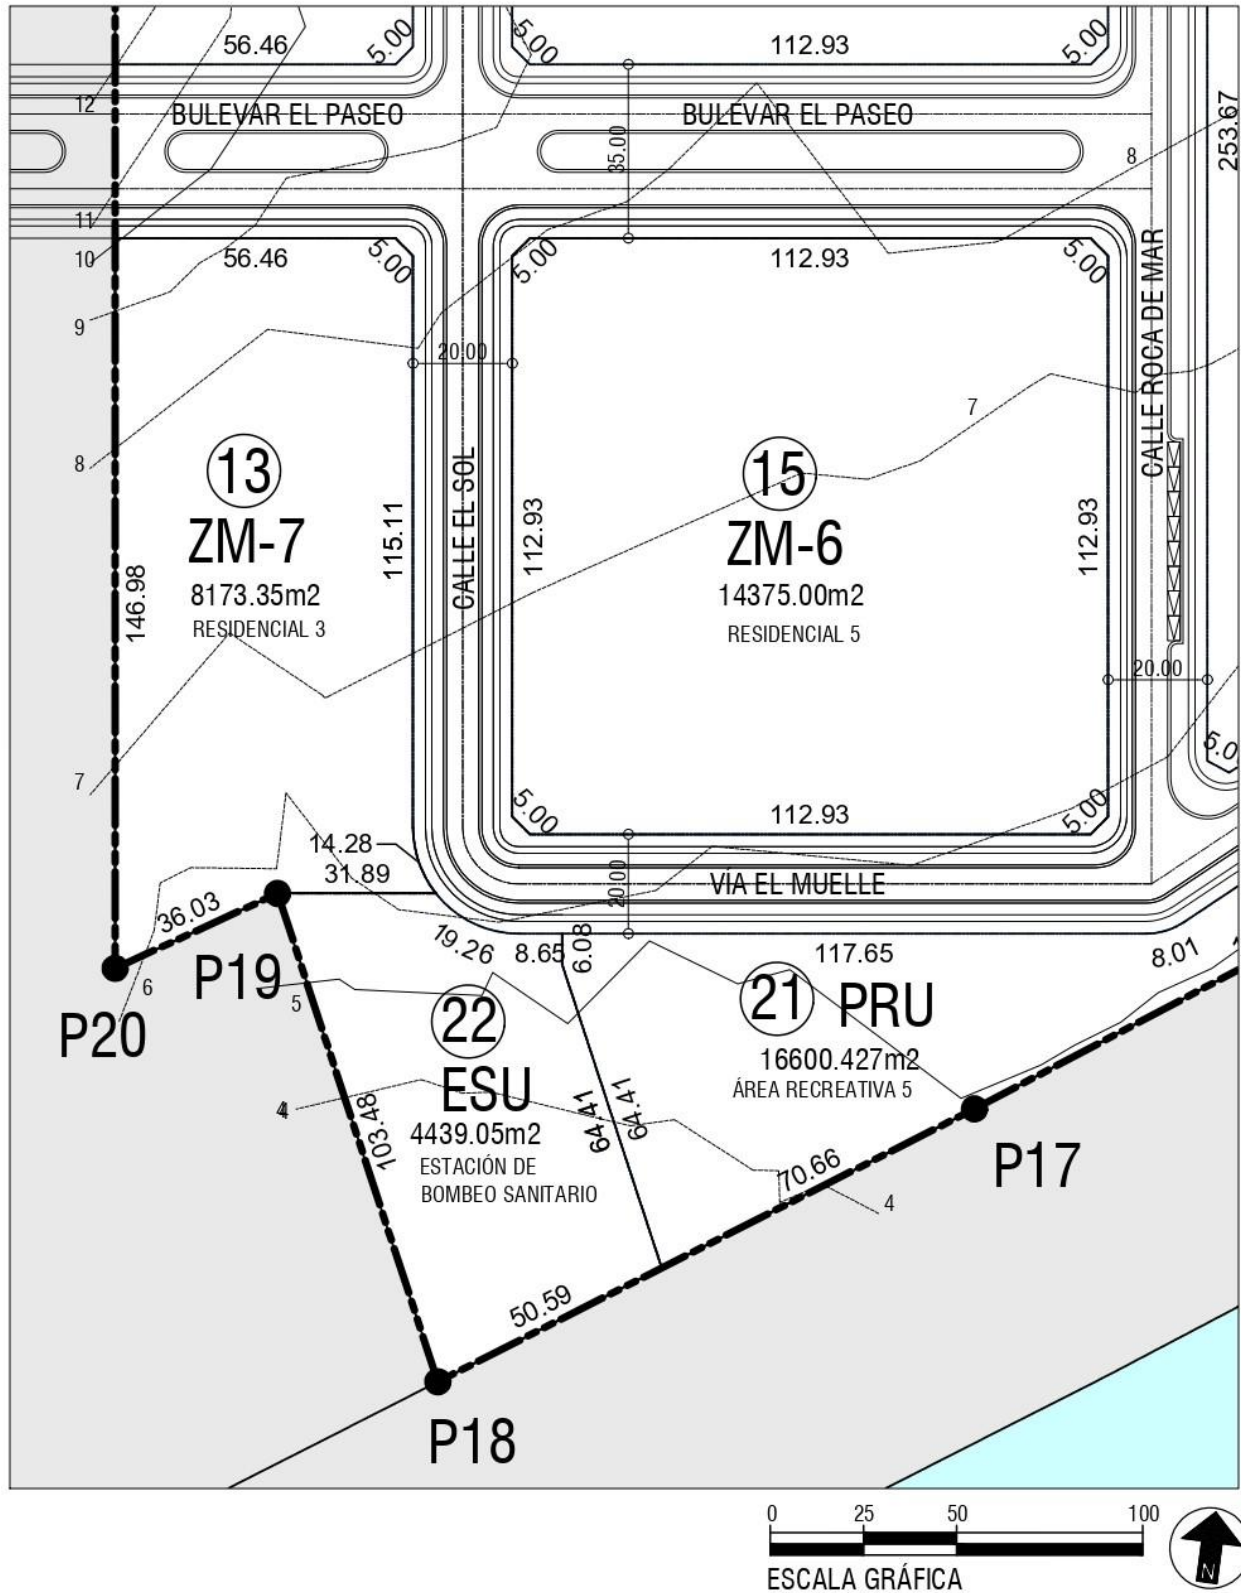 56.46
5.00
5.00
112.93
5.00
12
BULEVAR EL PASEO
BULEVAR EL PASEO
35.00
8
253.67
11
10
56.46
5.00
5.00
112.93
5.00
9
CALLE ROCA DE MAR
20.00
8
7
13
ZM-7
8173.35m2
RESIDENCIAL 3
146.98
115.11
CALLE EL SOL
112.93
15
ZM-6
14375.00m2
RESIDENCIAL 5
112.93
20.00
7
5.00
112.93
5.00
14.28
31.89
20.00
VÍA EL MUELLE
36.03
19.26
8.65
6.08
117.65
8.01
P19
6
5
P20
22
ESU
4439.05m2
ESTACIÓN DE
BOMBEO SANITARIO
21 PRU
16600.427m2
ÁREA RECREATIVA 5
4
103.48
64.41
64.41
70.66
P17
4
50.59
P18
0 25 50 100
ESCALA GRÁFICA
N